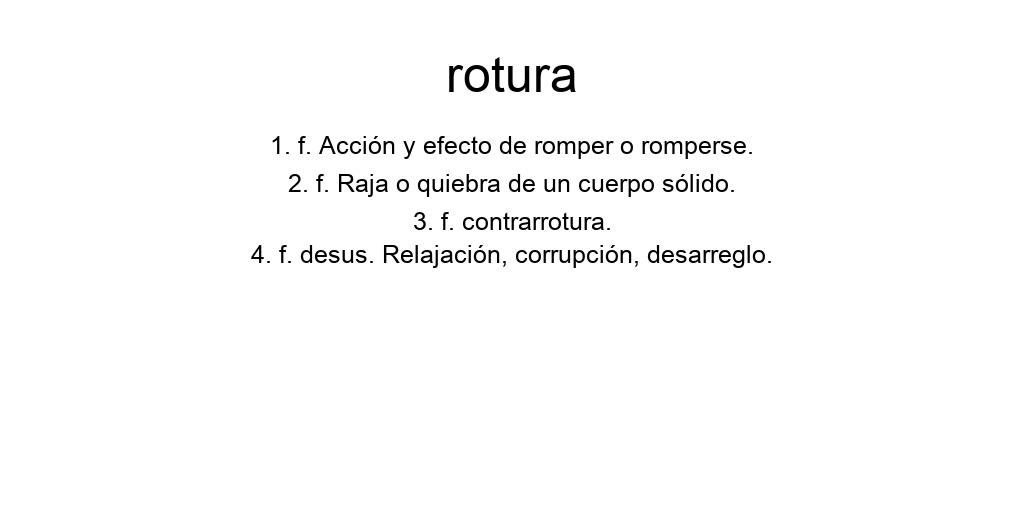 rotura
1. f. Acción y efecto de romper o romperse.
2. f. Raja o quiebra de un cuerpo sólido.
3. f. contrarrotura.
4. f. desus. Relajación, corrupción, desarreglo.